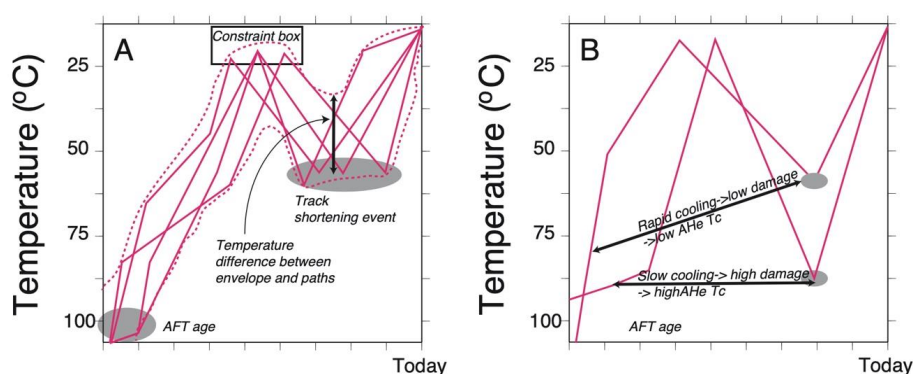 A
Constraint box
Temperature (ºC)
25
50
75
100
Track
shortening event
Temperature
difference between
envelope and paths
AFT age
Today
B
Temperature (ºC)
25
50
75
100
Rapid cooling->low damage
->low AHe Tc
Slow cooling-> high damage
-> highAHe Tc
AFT age
Today